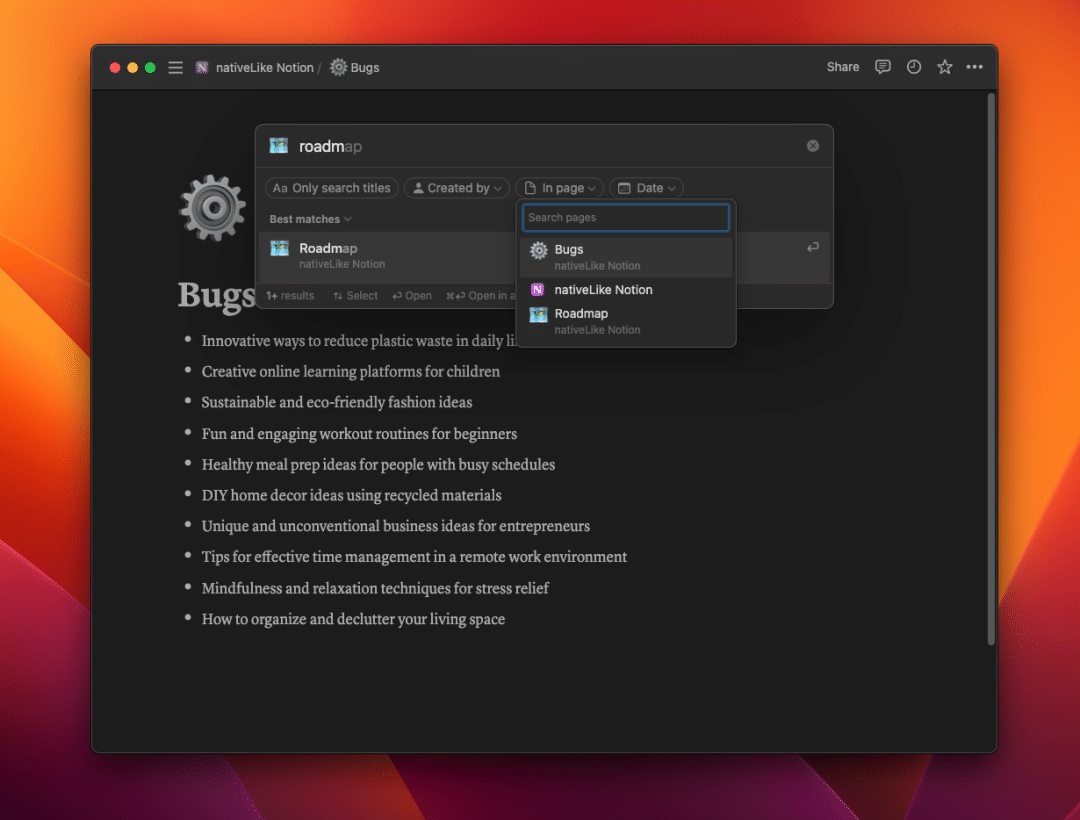 nativeLike Notion / Bugs
Share
roadmap
Aa Only search titles Created by In page Date
Best matches
Search pages
Roadmap
nativeLike Notion
Bugs
nativeLike Notion
nativeLike Notion
Roadmap
nativeLike Notion
1+ results Select Open Open in a
Bugs
Innovative ways to reduce plastic waste in daily li
Creative online learning platforms for children
Sustainable and eco-friendly fashion ideas
Fun and engaging workout routines for beginners
Healthy meal prep ideas for people with busy schedules
DIY home decor ideas using recycled materials
Unique and unconventional business ideas for entrepreneurs
Tips for effective time management in a remote work environment
Mindfulness and relaxation techniques for stress relief
How to organize and declutter your living space